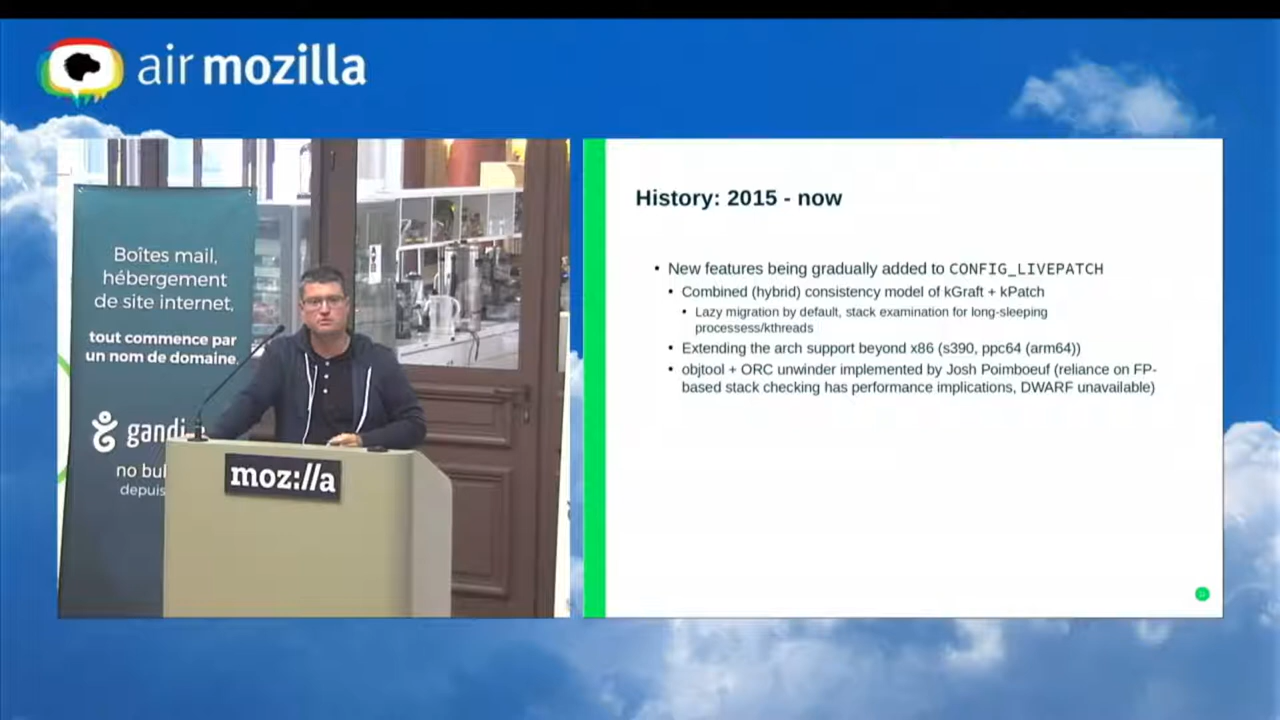 air mozilla
Boîtes mail,
hébergement
de site internet,
tout commence par
un nom de domaine.
gandi
no bul
depuis
moz://a
History: 2015 - now
• New features being gradually added to CONFIG_LIVEPATCH
• Combined (hybrid) consistency model of kGraft + kPatch
• Lazy migration by default, stack examination for long-sleeping
processess/kthreads
• Extending the arch support beyond x86 (s390, ppc64 (arm64))
• objtool + ORC unwinder implemented by Josh Poimboeuf (reliance on FP-
based stack checking has performance implications, DWARF unavailable)